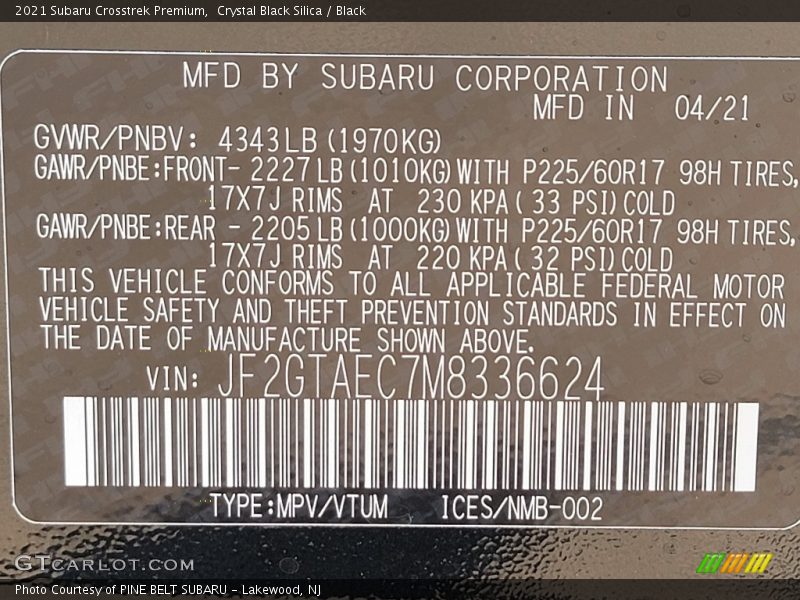 2021 Subaru Crosstrek Premium, Crystal Black Silica / Black
MFD BY SUBARU CORPORATION
MFD IN 04/21
GVWR/PNBV: 4343LB(1970KG)
GAWR/PNBE:FRONT- 2227LB(1010KG)WITH P225/60R17 98H TIRES,
17X7J RIMS AT 230 KPA(33 PSI)COLD
GAWR/PNBE:REAR - 2205LB(1000KG)WITH P225/60R17 98H TIRES,
17X7J RIMS AT 220 KPA(32 PSI)COLD
THIS VEHICLE CONFORMS TO ALL APPLICABLE FEDERAL MOTOR
VEHICLE SAFETY AND THEFT PREVENTION STANDARDS IN EFFECT ON
THE DATE OF MANUFACTURE SHOWN ABOVE.
VIN: JF2GTAEC7M8336624
TYPE:MPV/VTUM ICES/NMB-002
GTCARLOT.COM
Photo Courtesy of PINE BELT SUBARU - Lakewood, NJ